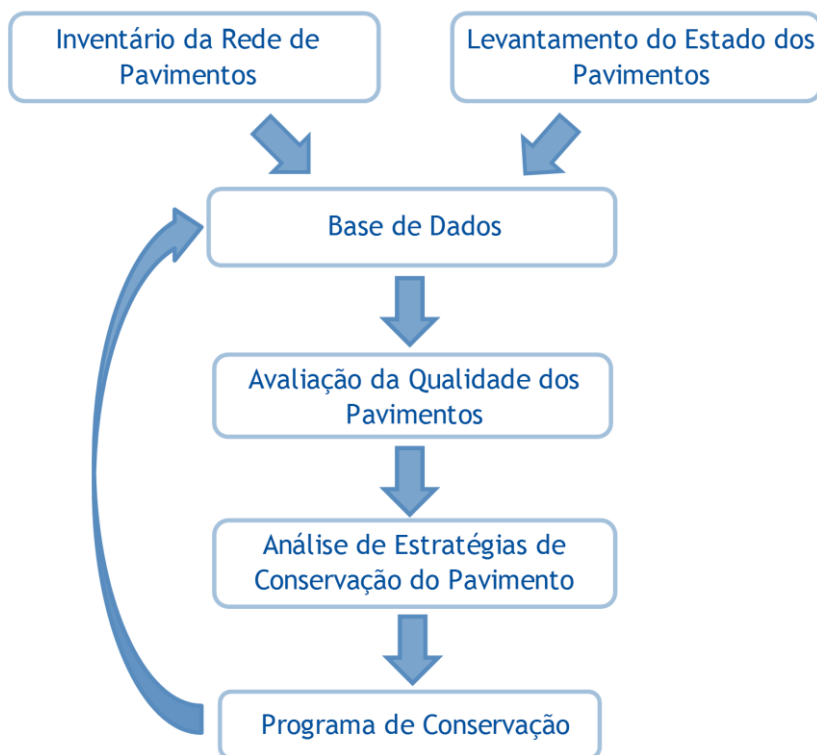 Inventário da Rede de
Pavimentos
Levantamento do Estado dos
Pavimentos
Base de Dados
Avaliação da Qualidade dos
Pavimentos
Análise de Estratégias de
Conservação do Pavimento
Programa de Conservação